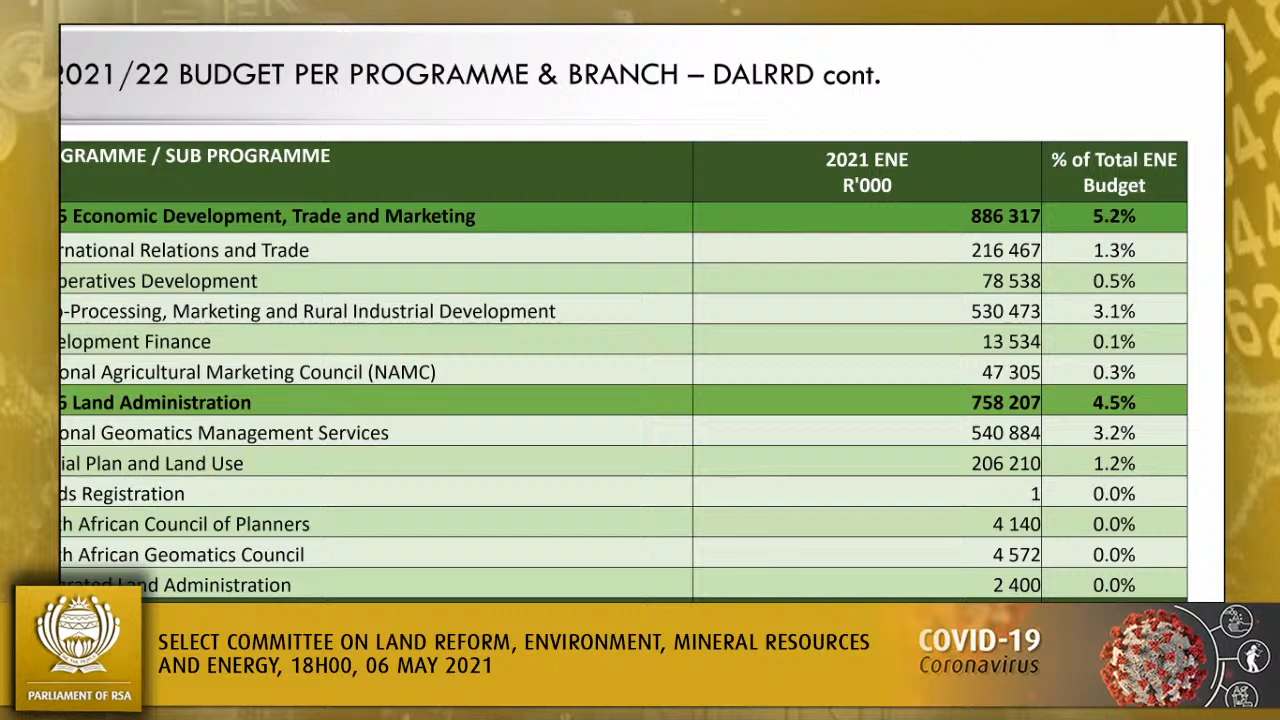 2021/22 BUDGET PER PROGRAMME & BRANCH – DALRRD cont.
GRAMME / SUB PROGRAMME 2021 ENE R'000 % of Total ENE Budget
5 Economic Development, Trade and Marketing 886 317 5.2%
rnational Relations and Trade 216 467 1.3%
peratives Development 78 538 0.5%
o-Processing, Marketing and Rural Industrial Development 530 473 3.1%
elopment Finance 13 534 0.1%
onal Agricultural Marketing Council (NAMC) 47 305 0.3%
6 Land Administration 758 207 4.5%
onal Geomatics Management Services 540 884 3.2%
ial Plan and Land Use 206 210 1.2%
ds Registration 1 0.0%
th African Council of Planners 4 140 0.0%
th African Geomatics Council 4 572 0.0%
grated Land Administration 2 400 0.0%
PARLIAMENT OF RSA
SELECT COMMITTEE ON LAND REFORM, ENVIRONMENT, MINERAL RESOURCES
AND ENERGY, 18H00, 06 MAY 2021
COVID-19
Coronavirus